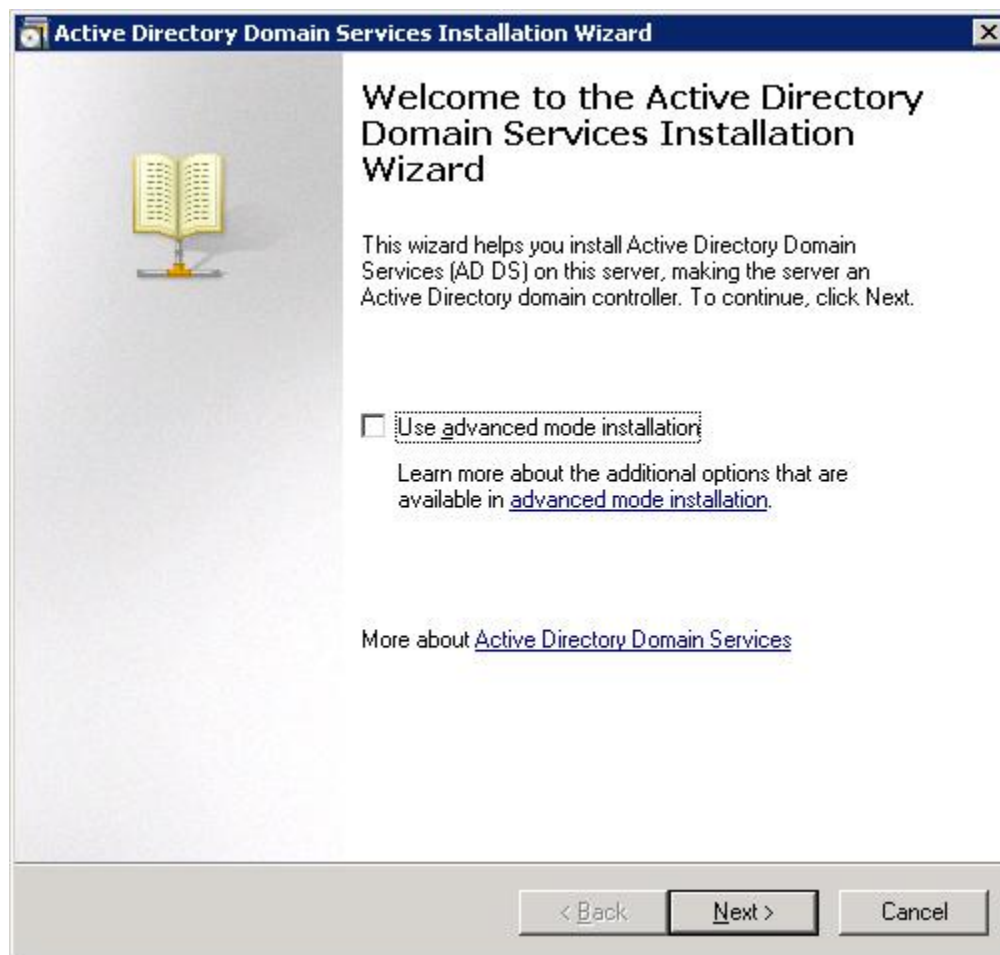 Active Directory Domain Services Installation Wizard
Welcome to the Active Directory
Domain Services Installation
Wizard
This wizard helps you install Active Directory Domain
Services (AD DS) on this server, making the server an
Active Directory domain controller. To continue, click Next.
Use advanced mode installation
Learn more about the additional options that are
available in advanced mode installation.
More about Active Directory Domain Services
< Back Next > Cancel